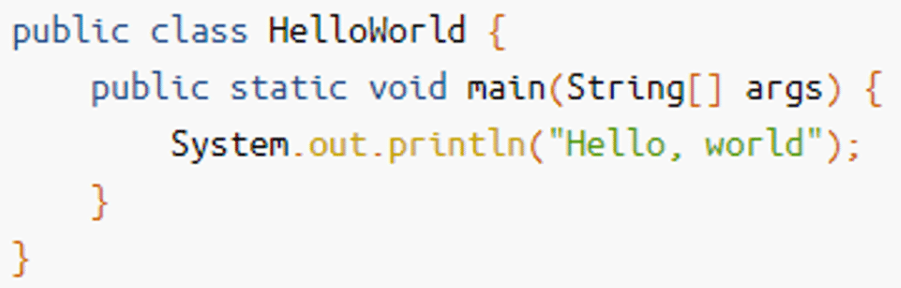 public class HelloWorld {
    public static void main(String[] args) {
        System.out.println("Hello, world");
    }
}